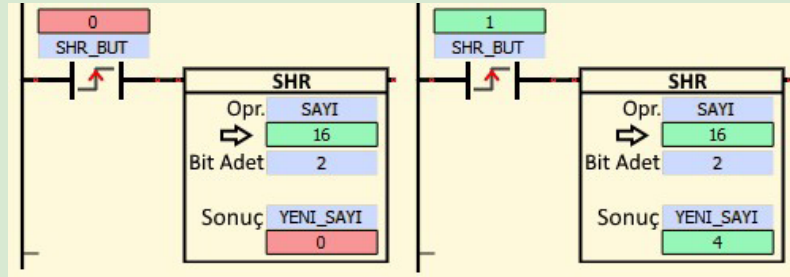 0
SHR_BUT
SHR
Opr. SAYI
16
Bit Adet 2
Sonuç YENI_SAYI
0
1
SHR_BUT
SHR
Opr. SAYI
16
Bit Adet 2
Sonuç YENI_SAYI
4